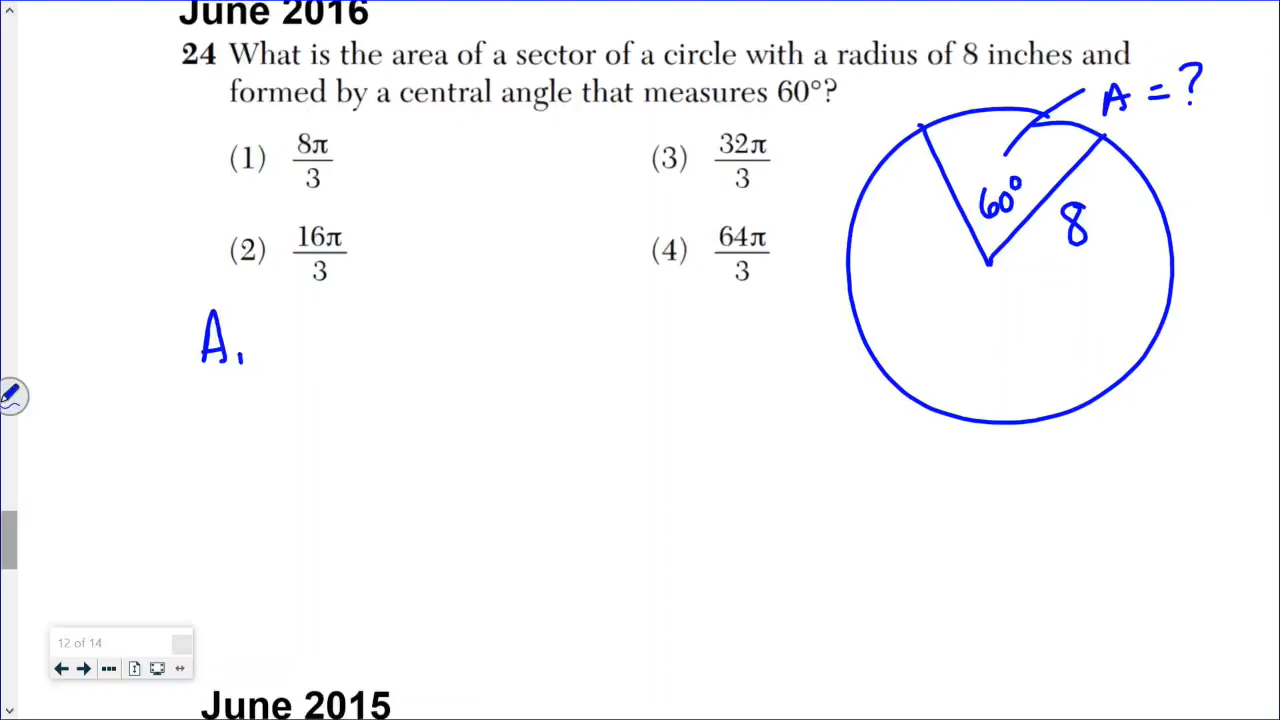 June 2016
24 What is the area of a sector of a circle with a radius of 8 inches and
formed by a central angle that measures 60°?
A = ?
(1) 8π/3
(3) 32π/3
60°
8
(2) 16π/3
(4) 64π/3
A.
12 of 14
June 2015